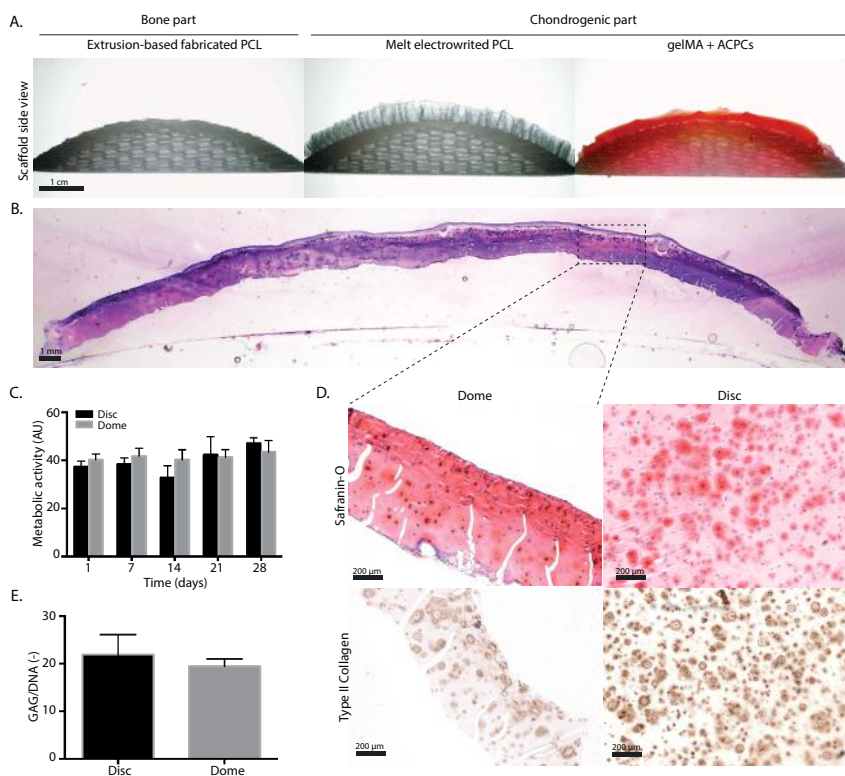 A.
Bone part
Chondrogenic part
Extrusion-based fabricated PCL
Melt electrowrited PCL
gelMA + ACPCs
Scaffold side view
1 cm
B.
1 mm
C.
Disc
Dome
Metabolic activity (AU)
60
40
20
0
1 7 14 21 28
Time (days)
D.
Dome
Disc
Safranin-O
200 µm
200 µm
Type II Collagen
200 µm
200 µm
E.
GAG/DNA (-)
30
20
10
0
Disc Dome